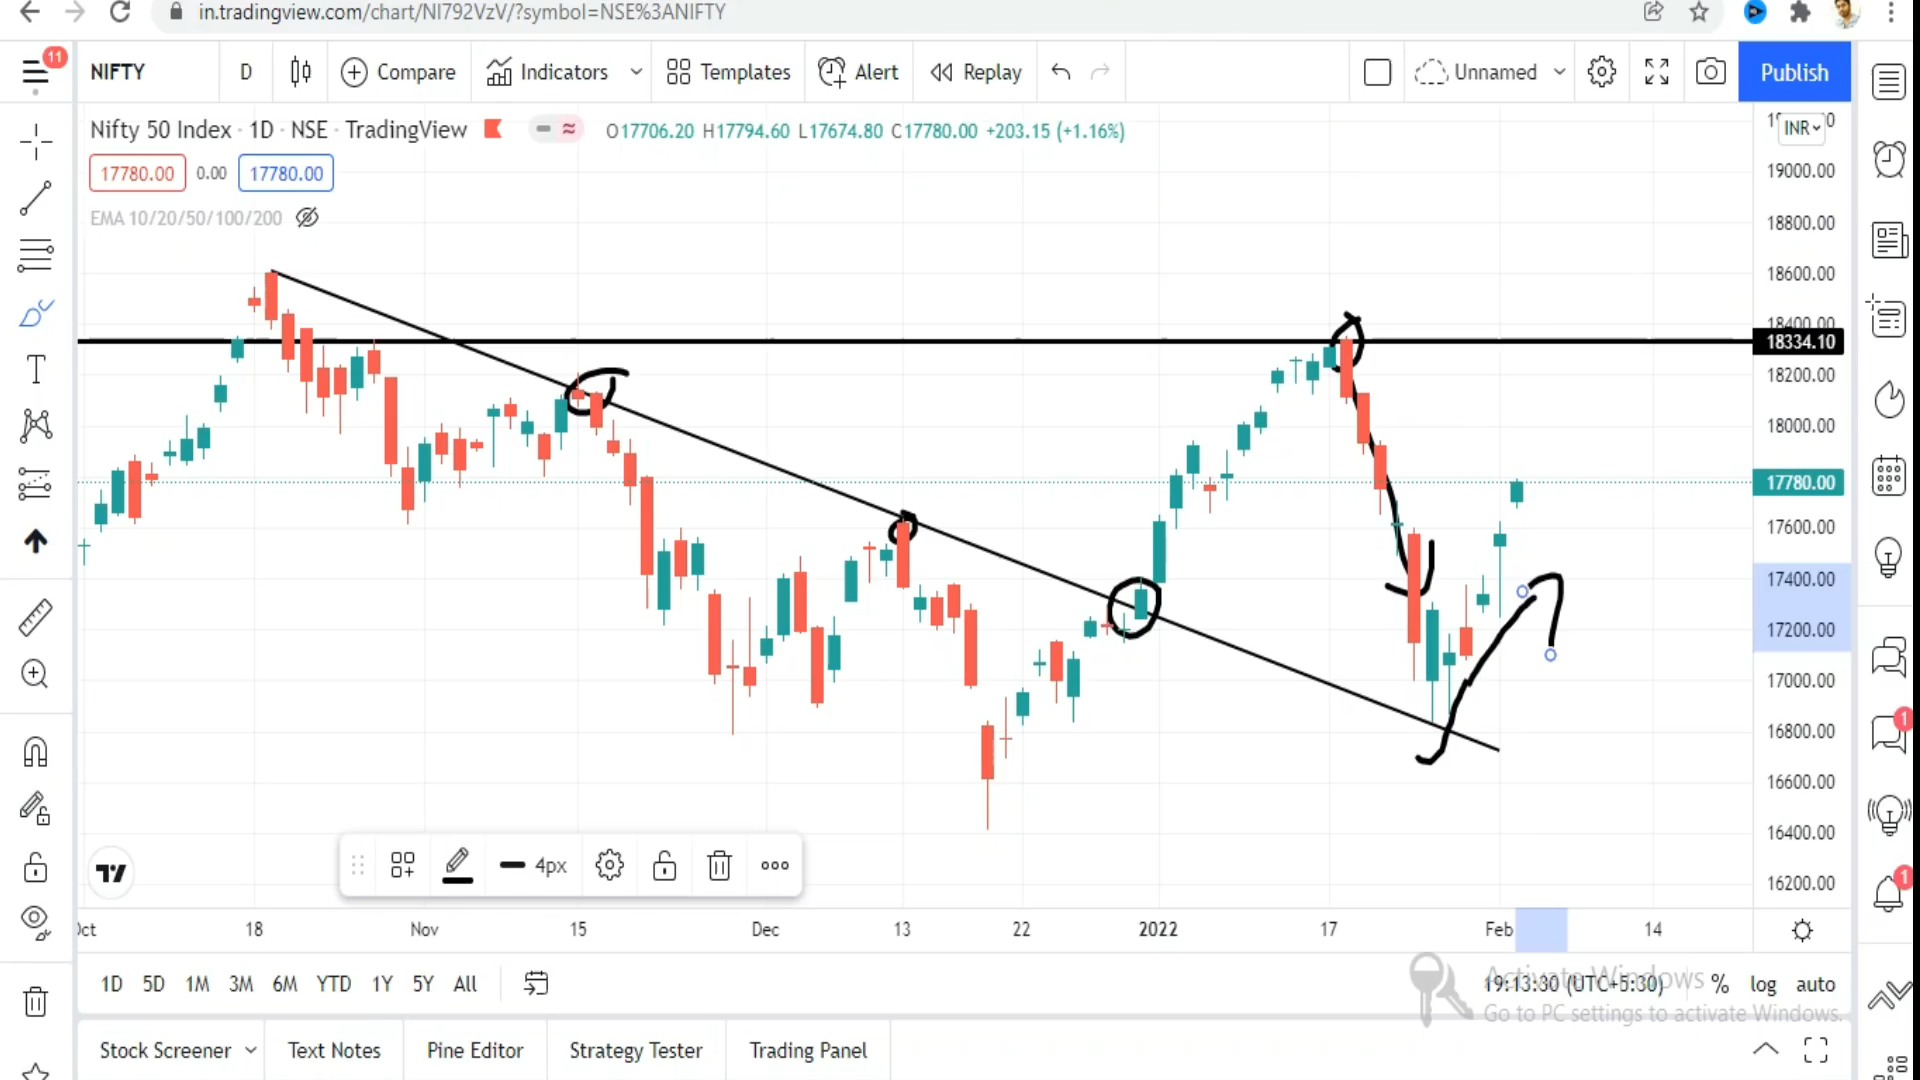 in.tradingview.com/chart/NI792VzV/?symbol=NSE%3ANIFTY
11
NIFTY
D
Compare
Indicators
Templates
Alert
Replay
Unnamed
Publish
Nifty 50 Index · 1D · NSE · TradingView
O17706.20 H17794.60 L17674.80 C17780.00 +203.15 (+1.16%)
INR
17780.00 0.00 17780.00
EMA 10/20/50/100/200
19000.00
18800.00
18600.00
18400.00
18334.10
18200.00
18000.00
17780.00
17600.00
17400.00
17200.00
17000.00
16800.00
16600.00
16400.00
16200.00
1
1
4px
18 Nov 15 Dec 13 22 2022 17 Feb 14
1D 5D 1M 3M 6M YTD 1Y 5Y All
19:13:30 (UTC+5:30) % log auto
Activate Windows
Go to PC settings to activate Windows.
Stock Screener Text Notes Pine Editor Strategy Tester Trading Panel